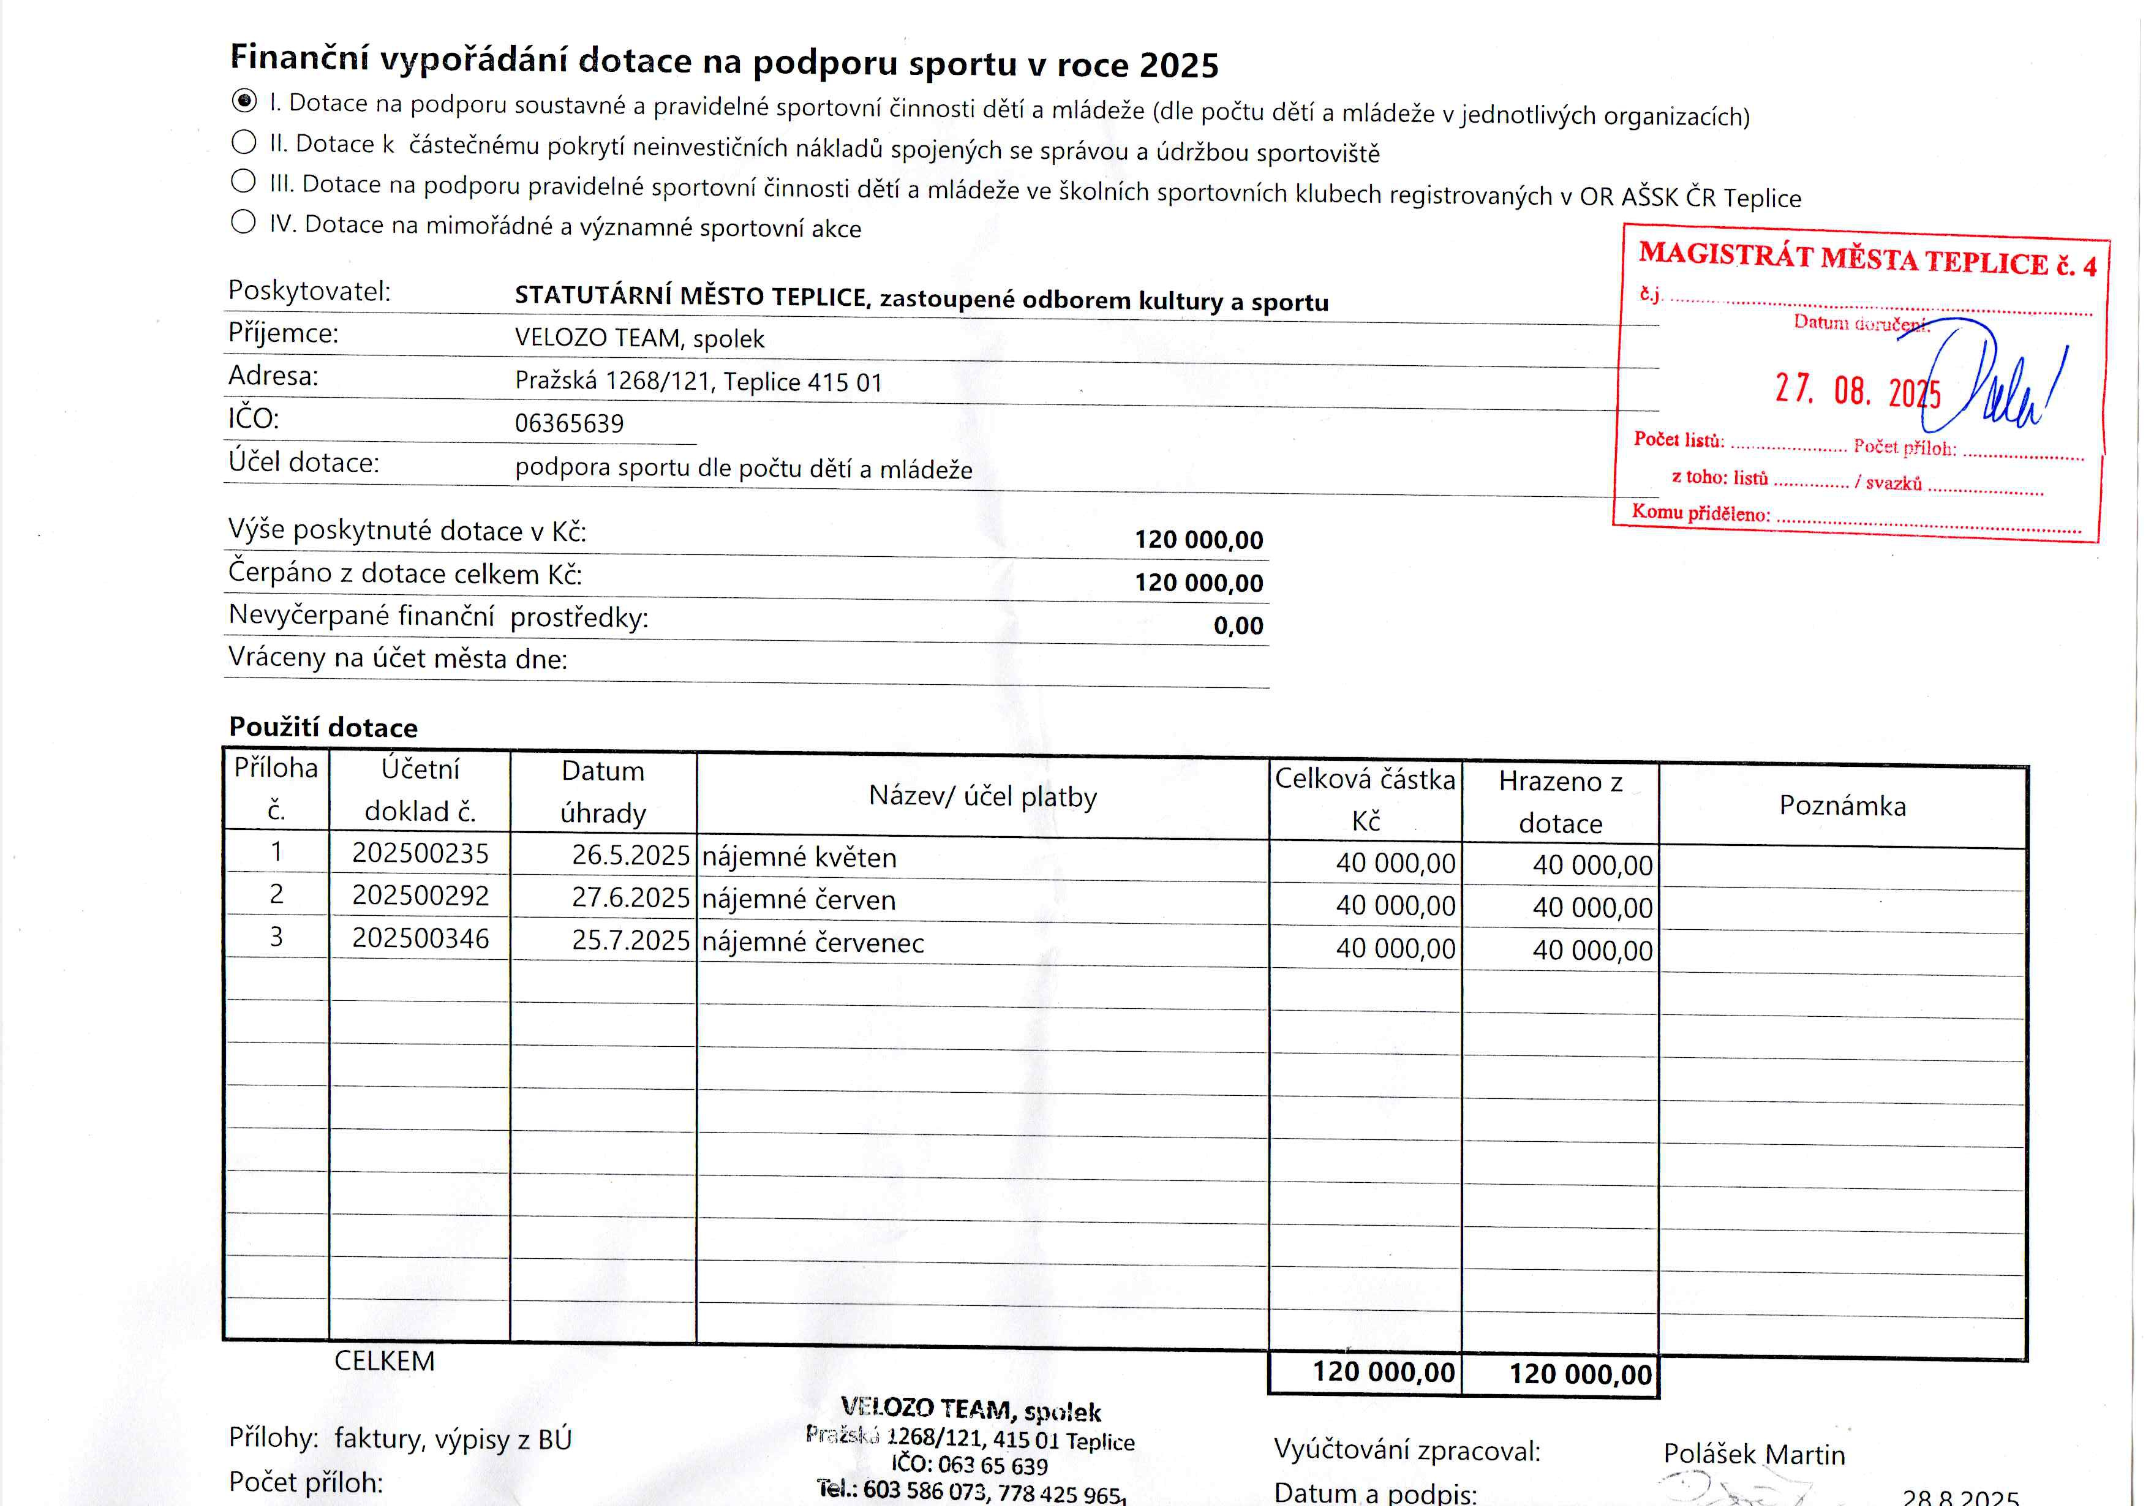 Finanční vypořádání dotace na podporu sportu v roce 2025
I. Dotace na podporu soustavné a pravidelné sportovní činnosti dětí a mládeže (dle počtu dětí a mládeže v jednotlivých organizacích)
II. Dotace k částečnému pokrytí neinvestičních nákladů spojených se správou a údržbou sportoviště
III. Dotace na podporu pravidelné sportovní činnosti dětí a mládeže ve školních sportovních klubech registrovaných v OR AŠSK ČR Teplice
IV. Dotace na mimořádné a významné sportovní akce
MAGISTRÁT MĚSTA TEPLICE č. 4
č.j.
Datum doručení:
27. 08. 2025
Počet listů: Počet příloh:
z toho: listů / svazků
Komu přiděleno:
Poskytovatel: STATUTÁRNÍ MĚSTO TEPLICE, zastoupené odborem kultury a sportu
Příjemce: VELOZO TEAM, spolek
Adresa: Pražská 1268/121, Teplice 415 01
IČO: 06365639
Účel dotace: podpora sportu dle počtu dětí a mládeže
Výše poskytnuté dotace v Kč: 120 000,00
Čerpáno z dotace celkem Kč: 120 000,00
Nevyčerpané finanční prostředky: 0,00
Vráceny na účet města dne:
Použití dotace
Příloha č. Účetní doklad č. Datum úhrady Název/ účel platby Celková částka Kč Hrazeno z dotace Poznámka
1 202500235 26.5.2025 nájemné květen 40 000,00 40 000,00
2 202500292 27.6.2025 nájemné červen 40 000,00 40 000,00
3 202500346 25.7.2025 nájemné červenec 40 000,00 40 000,00
CELKEM 120 000,00 120 000,00
VELOZO TEAM, spolek
Pražská 1268/121, 415 01 Teplice
IČO: 063 65 639
Tel.: 603 586 073, 778 425 965,
Přílohy: faktury, výpisy z BÚ
Počet příloh:
Vyúčtování zpracoval: Polášek Martin
Datum a podpis: 28.8.2025